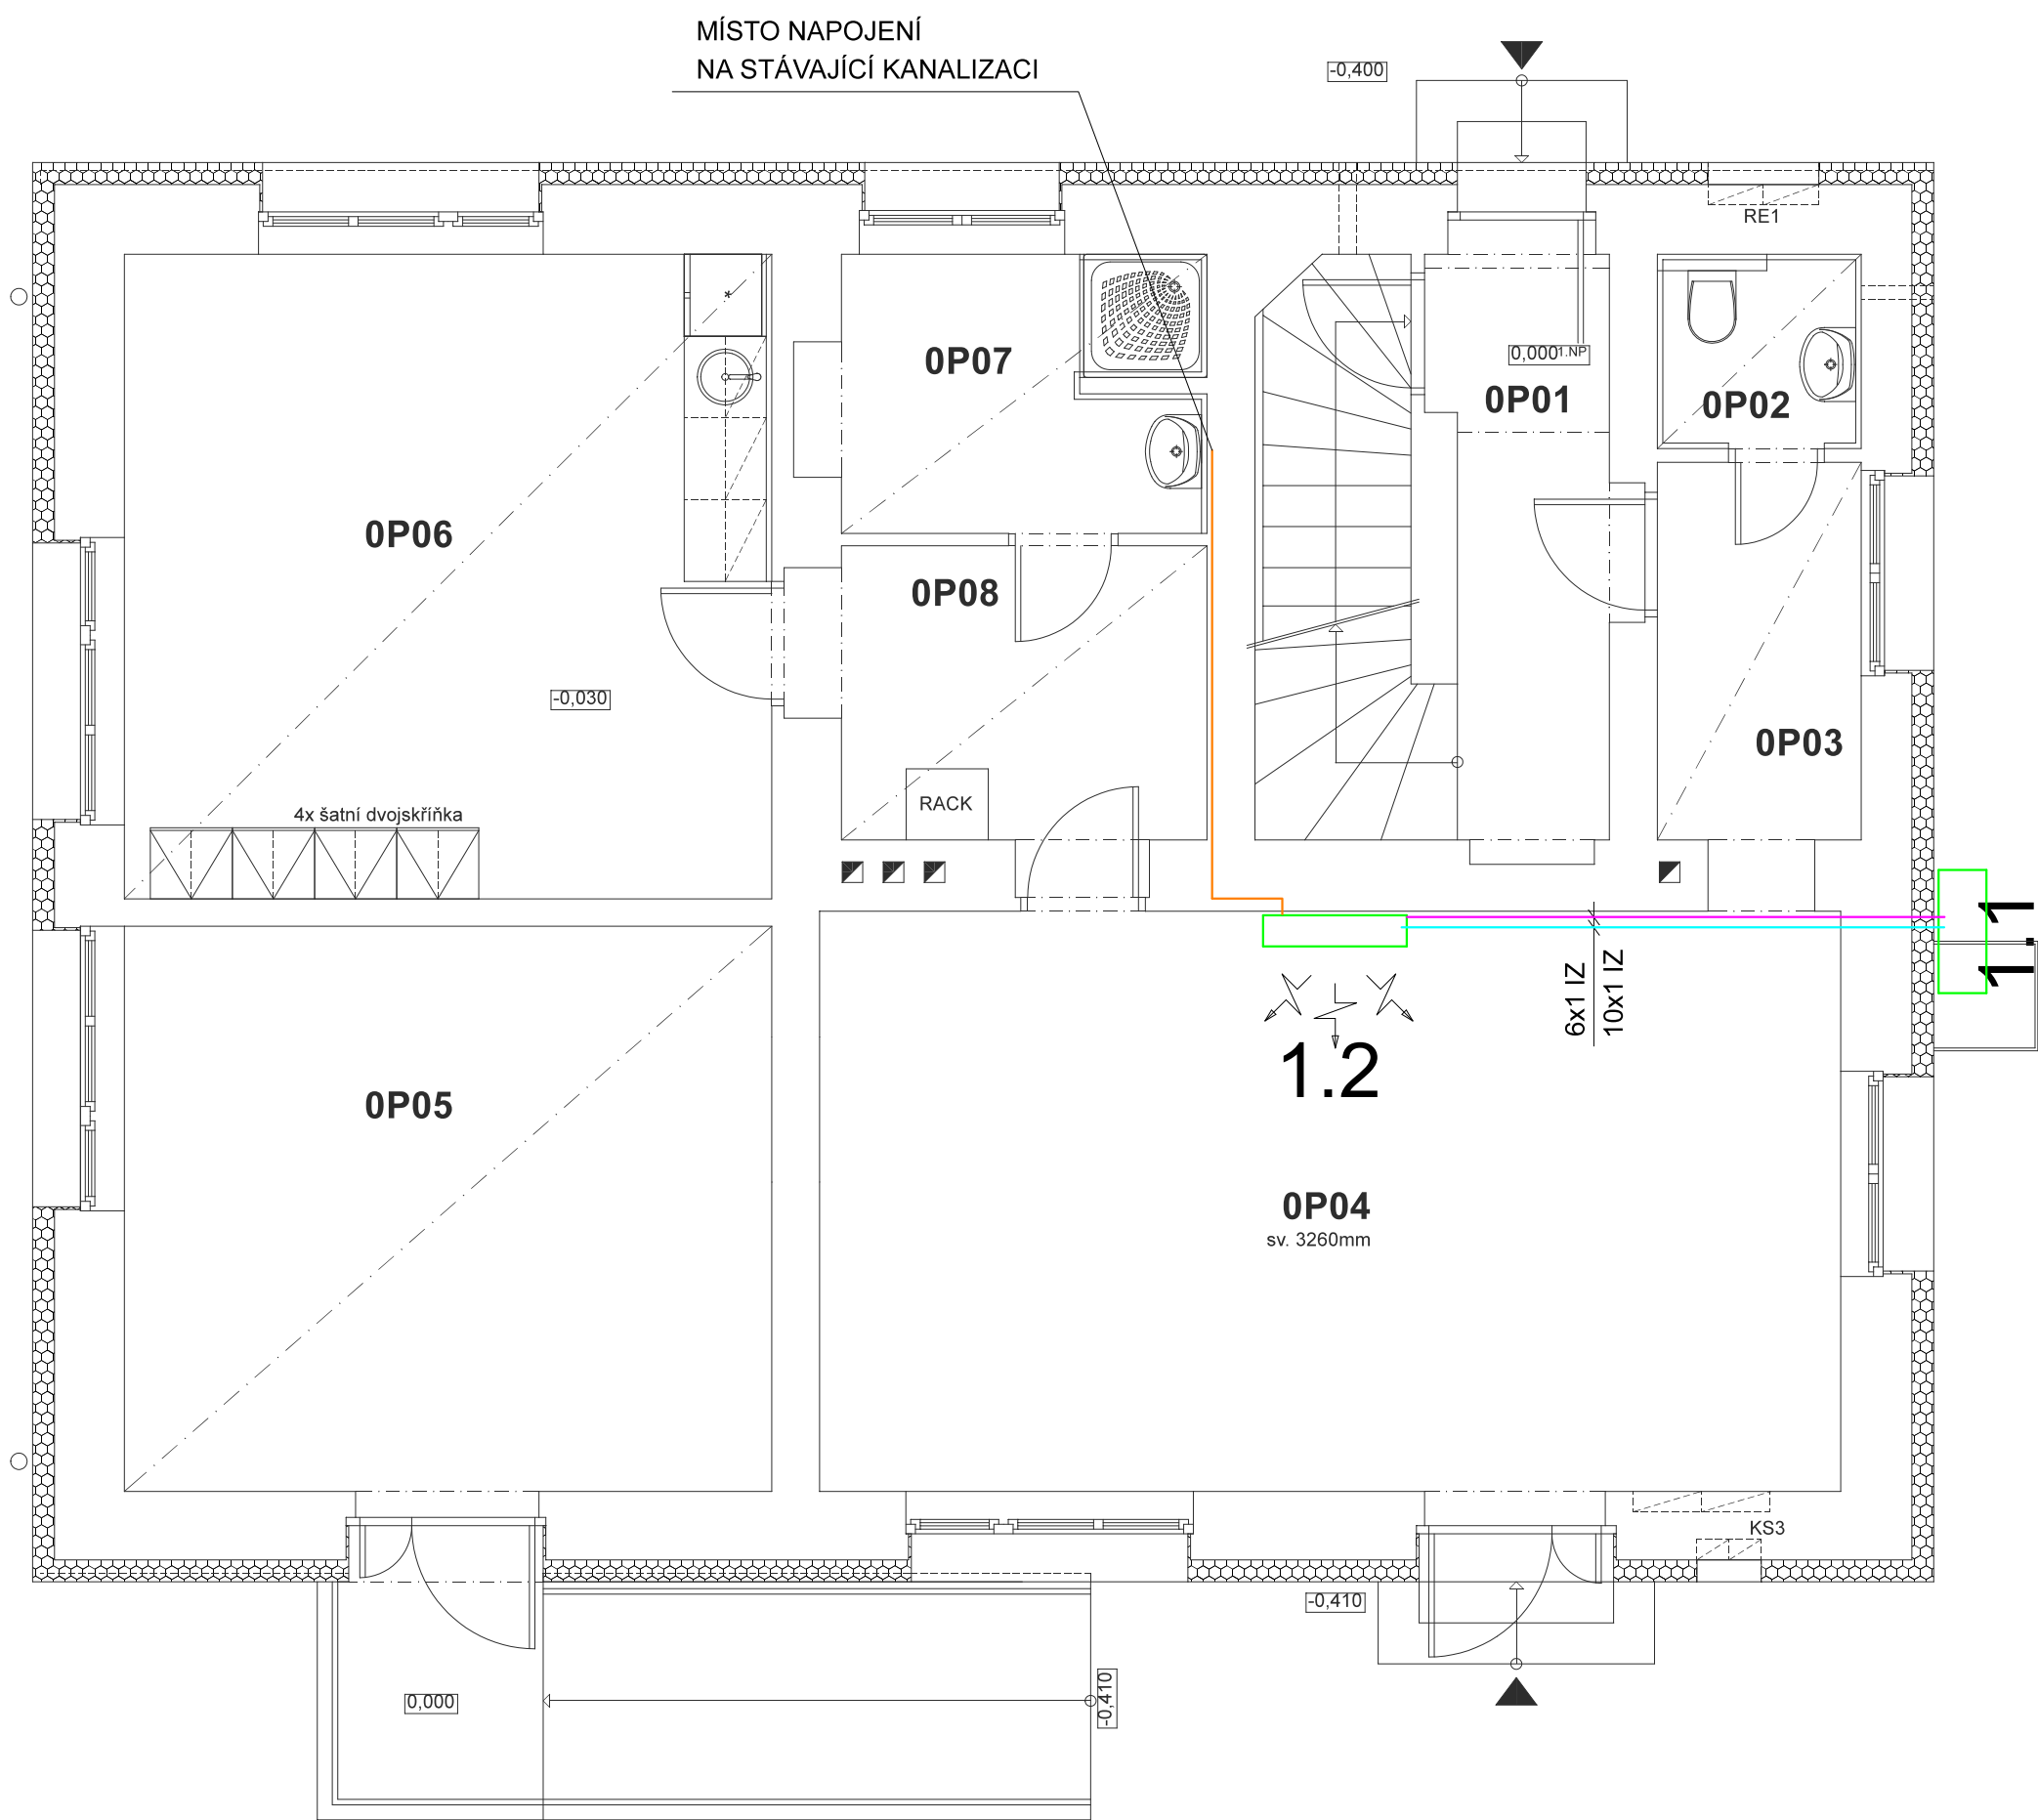 MÍSTO NAPOJENÍ
NA STÁVAJÍCÍ KANALIZACI
-0,400
RE1
0P07
0,000 1.NP
0P01
0P02
0P06
0P08
-0,030
0P03
RACK
4x šatní dvojskříňka
1.1
6x1 IZ
10x1 IZ
1.2
0P05
0P04
sv. 3260mm
KS3
-0,410
0,000
-0,410